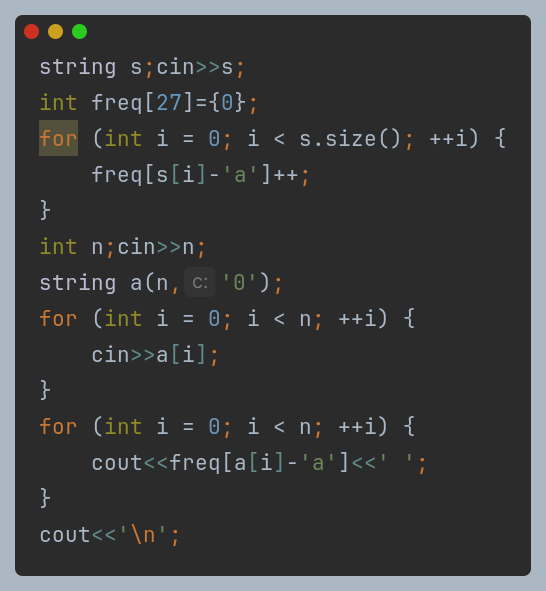 string s;cin>>s;
int freq[27]={0};
for (int i = 0; i < s.size(); ++i) {
    freq[s[i]-'a']++;
}
int n;cin>>n;
string a(n, c: '0');
for (int i = 0; i < n; ++i) {
    cin>>a[i];
}
for (int i = 0; i < n; ++i) {
    cout<<freq[a[i]-'a']<<' ';
}
cout<<'\n';